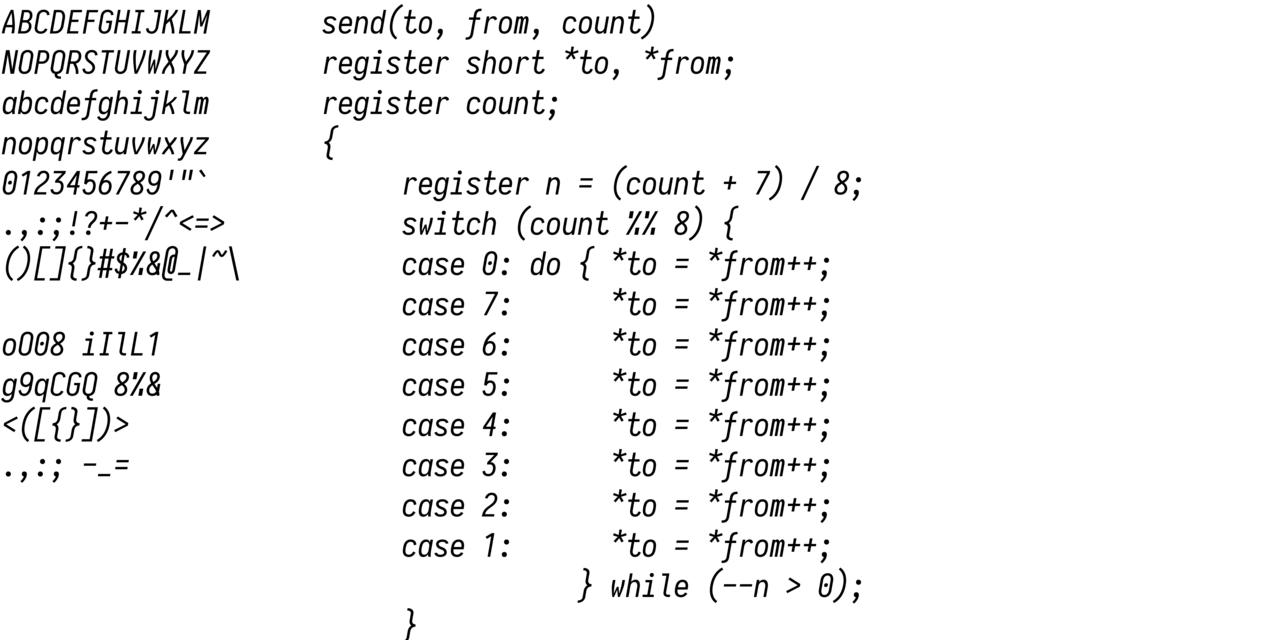 ABCDEFGHIJKLM
NOPQRSTUVWXYZ
abcdefghijklm
nopqrstuvwxyz
0123456789'"`
.,:;!?+-*/^<=>
()[]{}#$%&@_|~\
oO08 iIlL1
g9qCGQ 8%&
<([{}])>
.,:; -_=
send(to, from, count)
register short *to, *from;
register count;
{
    register n = (count + 7) / 8;
    switch (count %% 8) {
    case 0: do { *to = *from++;
    case 7:      *to = *from++;
    case 6:      *to = *from++;
    case 5:      *to = *from++;
    case 4:      *to = *from++;
    case 3:      *to = *from++;
    case 2:      *to = *from++;
    case 1:      *to = *from++;
            } while (--n > 0);
    }